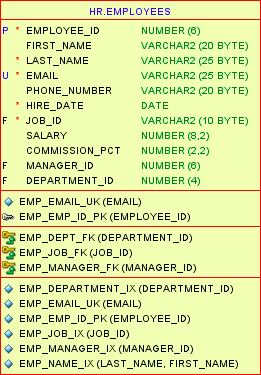 HR.EMPLOYEES
P * EMPLOYEE_ID NUMBER (6)
FIRST_NAME VARCHAR2 (20 BYTE)
* LAST_NAME VARCHAR2 (25 BYTE)
U * EMAIL VARCHAR2 (25 BYTE)
PHONE_NUMBER VARCHAR2 (20 BYTE)
* HIRE_DATE DATE
F * JOB_ID VARCHAR2 (10 BYTE)
SALARY NUMBER (8,2)
COMMISSION_PCT NUMBER (2,2)
F MANAGER_ID NUMBER (6)
F DEPARTMENT_ID NUMBER (4)
EMP_EMAIL_UK (EMAIL)
EMP_EMP_ID_PK (EMPLOYEE_ID)
EMP_DEPT_FK (DEPARTMENT_ID)
EMP_JOB_FK (JOB_ID)
EMP_MANAGER_FK (MANAGER_ID)
EMP_DEPARTMENT_IX (DEPARTMENT_ID)
EMP_EMAIL_UK (EMAIL)
EMP_EMP_ID_PK (EMPLOYEE_ID)
EMP_JOB_IX (JOB_ID)
EMP_MANAGER_IX (MANAGER_ID)
EMP_NAME_IX (LAST_NAME, FIRST_NAME)